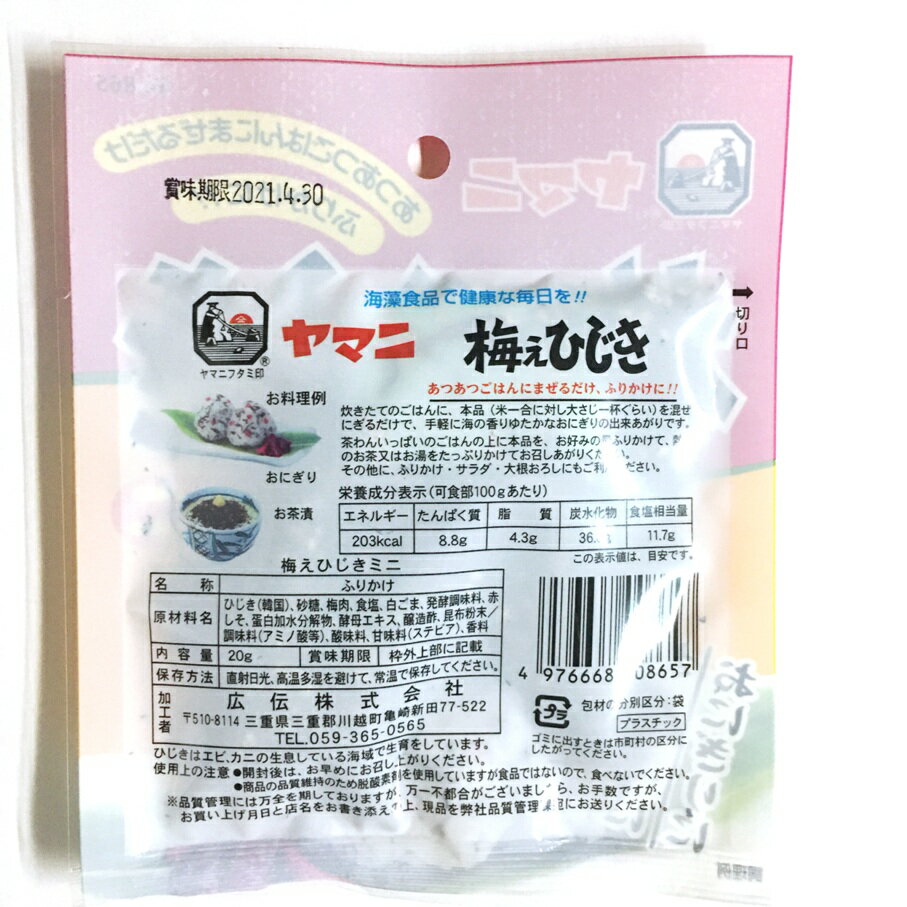 賞味期限2021.4.30
切り口
海藻食品で健康な毎日を!!
ヤマニ 梅えひじき
ヤマニフタミ印
®
あつあつごはんにまぜるだけ、ふりかけに!!
お料理例
炊きたてのごはんに、本品(米一合に対し大さじ一杯ぐらい)を混ぜ
にぎるだけで、手軽に海の香りゆたかなおにぎりの出来あがりです。
茶わんいっぱいのごはんの上に本品を、お好みの ふりかけて、
のお茶又はお湯をたっぷりかけてお召しあがりください。
その他に、ふりかけ・サラダ・大根おろしにもご利 ださい。
おにぎり
お茶漬
栄養成分表示(可食部100gあたり)
エネルギー たんぱく質 脂 質 炭水化物 食塩相当量
203kcal 8.8g 4.3g 36. 11.7g
この表示値は、目安です。
梅えひじきミニ
名 称 ふりかけ
原材料名 ひじき(韓国)、砂糖、梅肉、食塩、白ごま、発酵調味料、赤
しそ、蛋白加水分解物、酵母エキス、醸造酢、昆布粉末/
調味料(アミノ酸等)、酸味料、甘味料(ステビア)、香料
内 容 量 20g 賞味期限 枠外上部に記載
保存方法 直射日光、高温多湿を避けて、常温で保存してください。
加工者 広伝株式会社
〒510-8114 三重県三重郡川越町亀崎新田77-522
TEL.059-365-0565
4 976668 08657
プラ
包材の分別区分:袋
プラスチック
ゴミに出すときは市町村の区分に
したがってください。
ひじきはエビ、カニの生息している海域で生育をしています。
使用上の注意 ●開封後は、お早めにお召し上がりください。
●商品の品質維持のため脱酸素剤を使用していますが食品ではないので、食べないでください。
※品質管理には万全を期しておりますが、万一不都合がございましたら、お手数ですが、
お買い上げ月日と店名をお書き添えの上、現品を弊社品質管理 宛にお送りください。